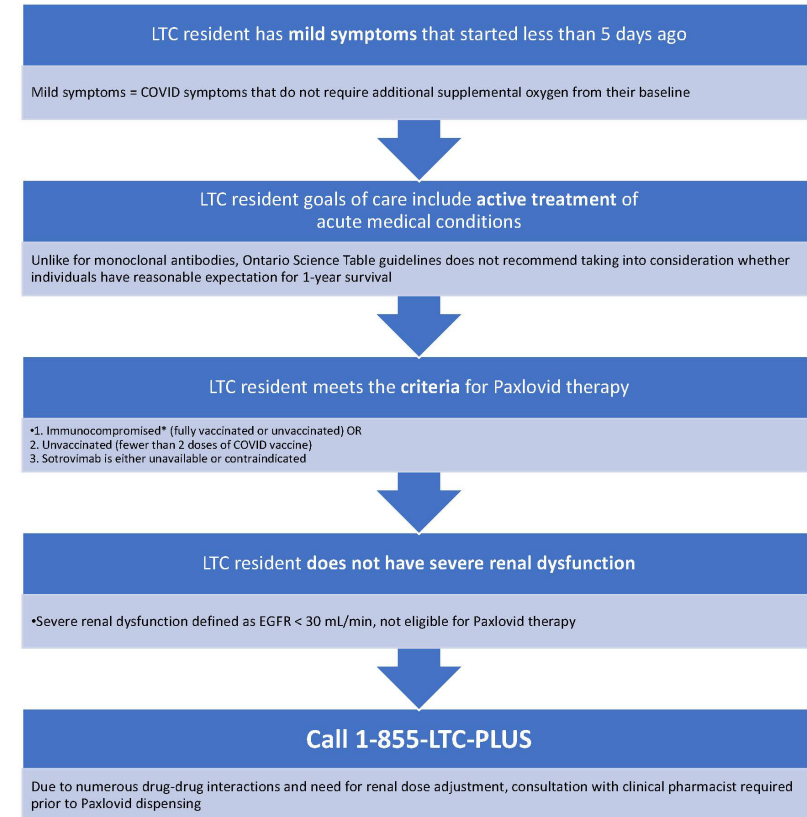 LTC resident has mild symptoms that started less than 5 days ago
Mild symptoms = COVID symptoms that do not require additional supplemental oxygen from their baseline
LTC resident goals of care include active treatment of
acute medical conditions
Unlike for monoclonal antibodies, Ontario Science Table guidelines does not recommend taking into consideration whether
individuals have reasonable expectation for 1-year survival
LTC resident meets the criteria for Paxlovid therapy
•1. Immunocompromised* (fully vaccinated or unvaccinated) OR
2. Unvaccinated (fewer than 2 doses of COVID vaccine)
3. Sotrovimab is either unavailable or contraindicated
LTC resident does not have severe renal dysfunction
•Severe renal dysfunction defined as EGFR < 30 mL/min, not eligible for Paxlovid therapy
Call 1-855-LTC-PLUS
Due to numerous drug-drug interactions and need for renal dose adjustment, consultation with clinical pharmacist required
prior to Paxlovid dispensing